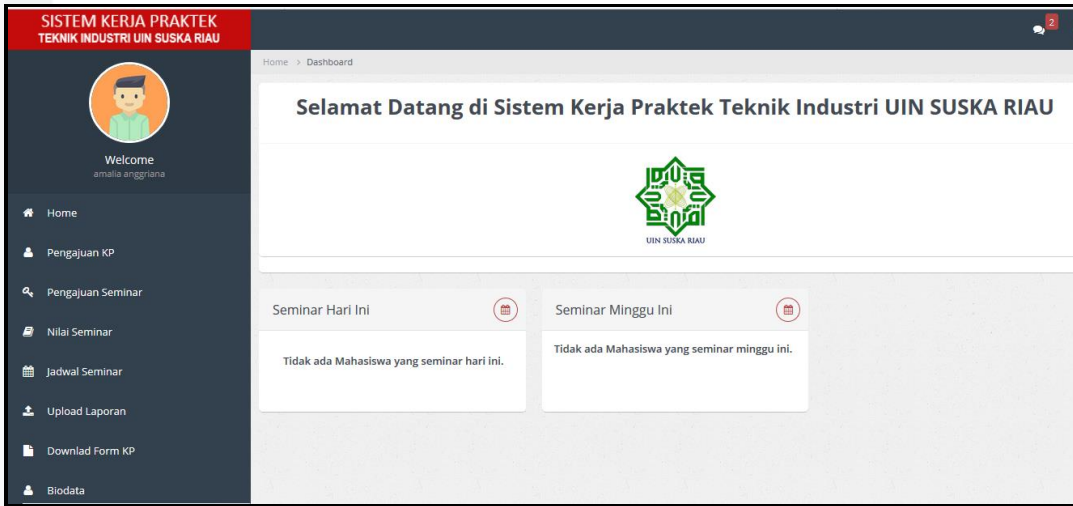 SISTEM KERJA PRAKTEK
TEKNIK INDUSTRI UIN SUSKA RIAU
2
Home > Dashboard
Welcome
amalia anggriana
Home
Pengajuan KP
Pengajuan Seminar
Nilai Seminar
Jadwal Seminar
Upload Laporan
Downlad Form KP
Biodata
Selamat Datang di Sistem Kerja Praktek Teknik Industri UIN SUSKA RIAU
UIN SUSKA RIAU
Seminar Hari Ini
Tidak ada Mahasiswa yang seminar hari ini.
Seminar Minggu Ini
Tidak ada Mahasiswa yang seminar minggu ini.